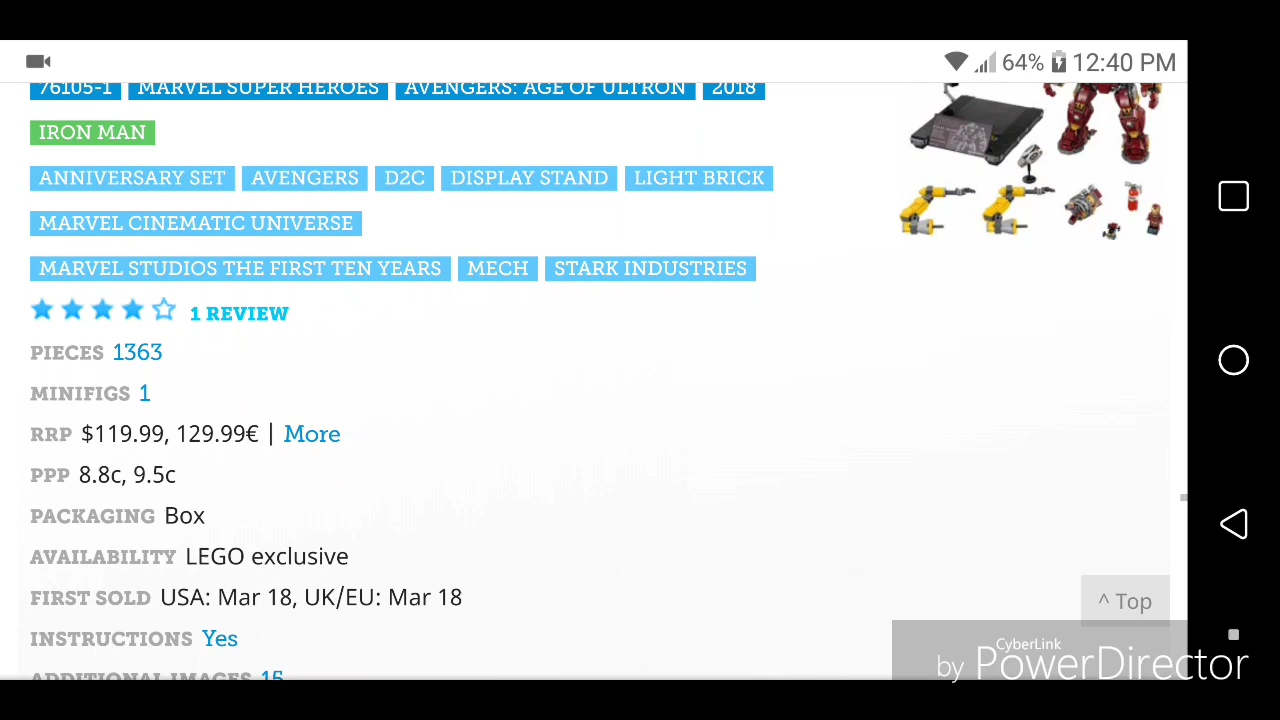 64% 12:40 PM
76105-1 MARVEL SUPER HEROES AVENGERS: AGE OF ULTRON 2018
IRON MAN
ANNIVERSARY SET AVENGERS D2C DISPLAY STAND LIGHT BRICK
MARVEL CINEMATIC UNIVERSE
MARVEL STUDIOS THE FIRST TEN YEARS MECH STARK INDUSTRIES
1 REVIEW
PIECES 1363
MINIFIGS 1
RRP $119.99, 129.99€ | More
PPP 8.8c, 9.5c
PACKAGING Box
AVAILABILITY LEGO exclusive
FIRST SOLD USA: Mar 18, UK/EU: Mar 18
^ Top
INSTRUCTIONS Yes
ADDITIONAL IMAGES 15
CyberLink
by PowerDirector